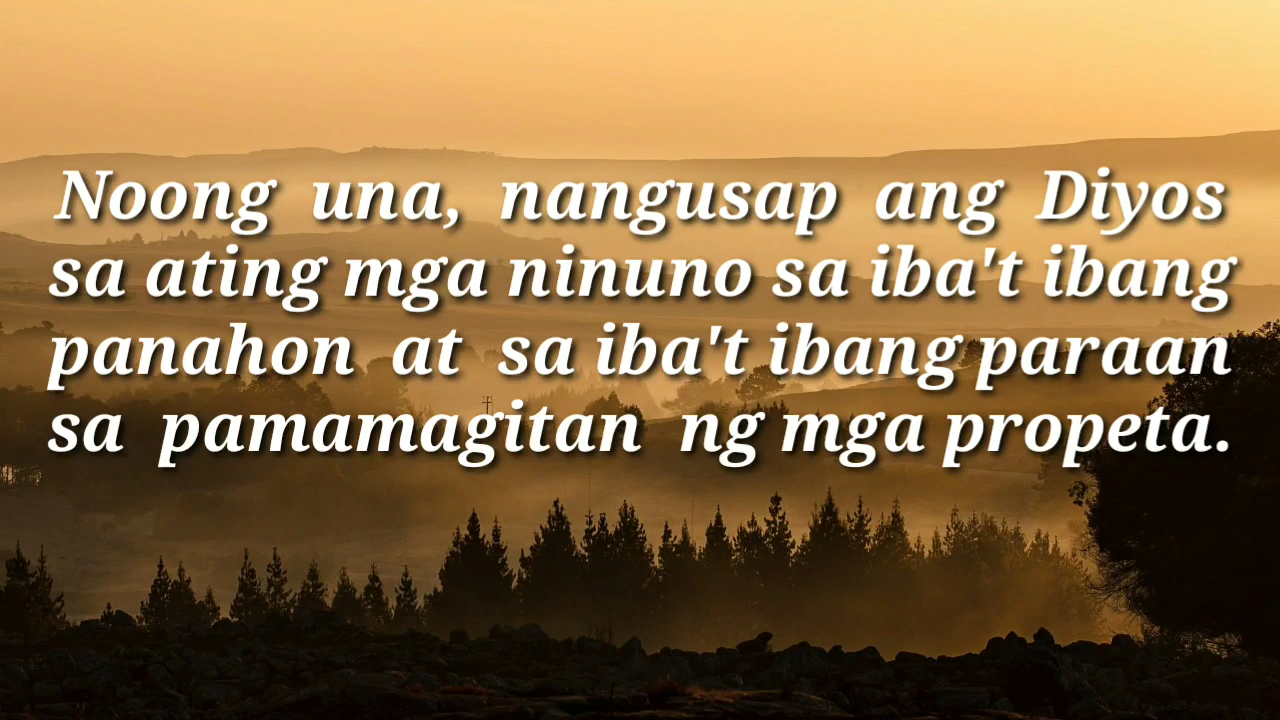 Noong una, nangusap ang Diyos
sa ating mga ninuno sa iba't ibang
panahon at sa iba't ibang paraan
sa pamamagitan ng mga propeta.